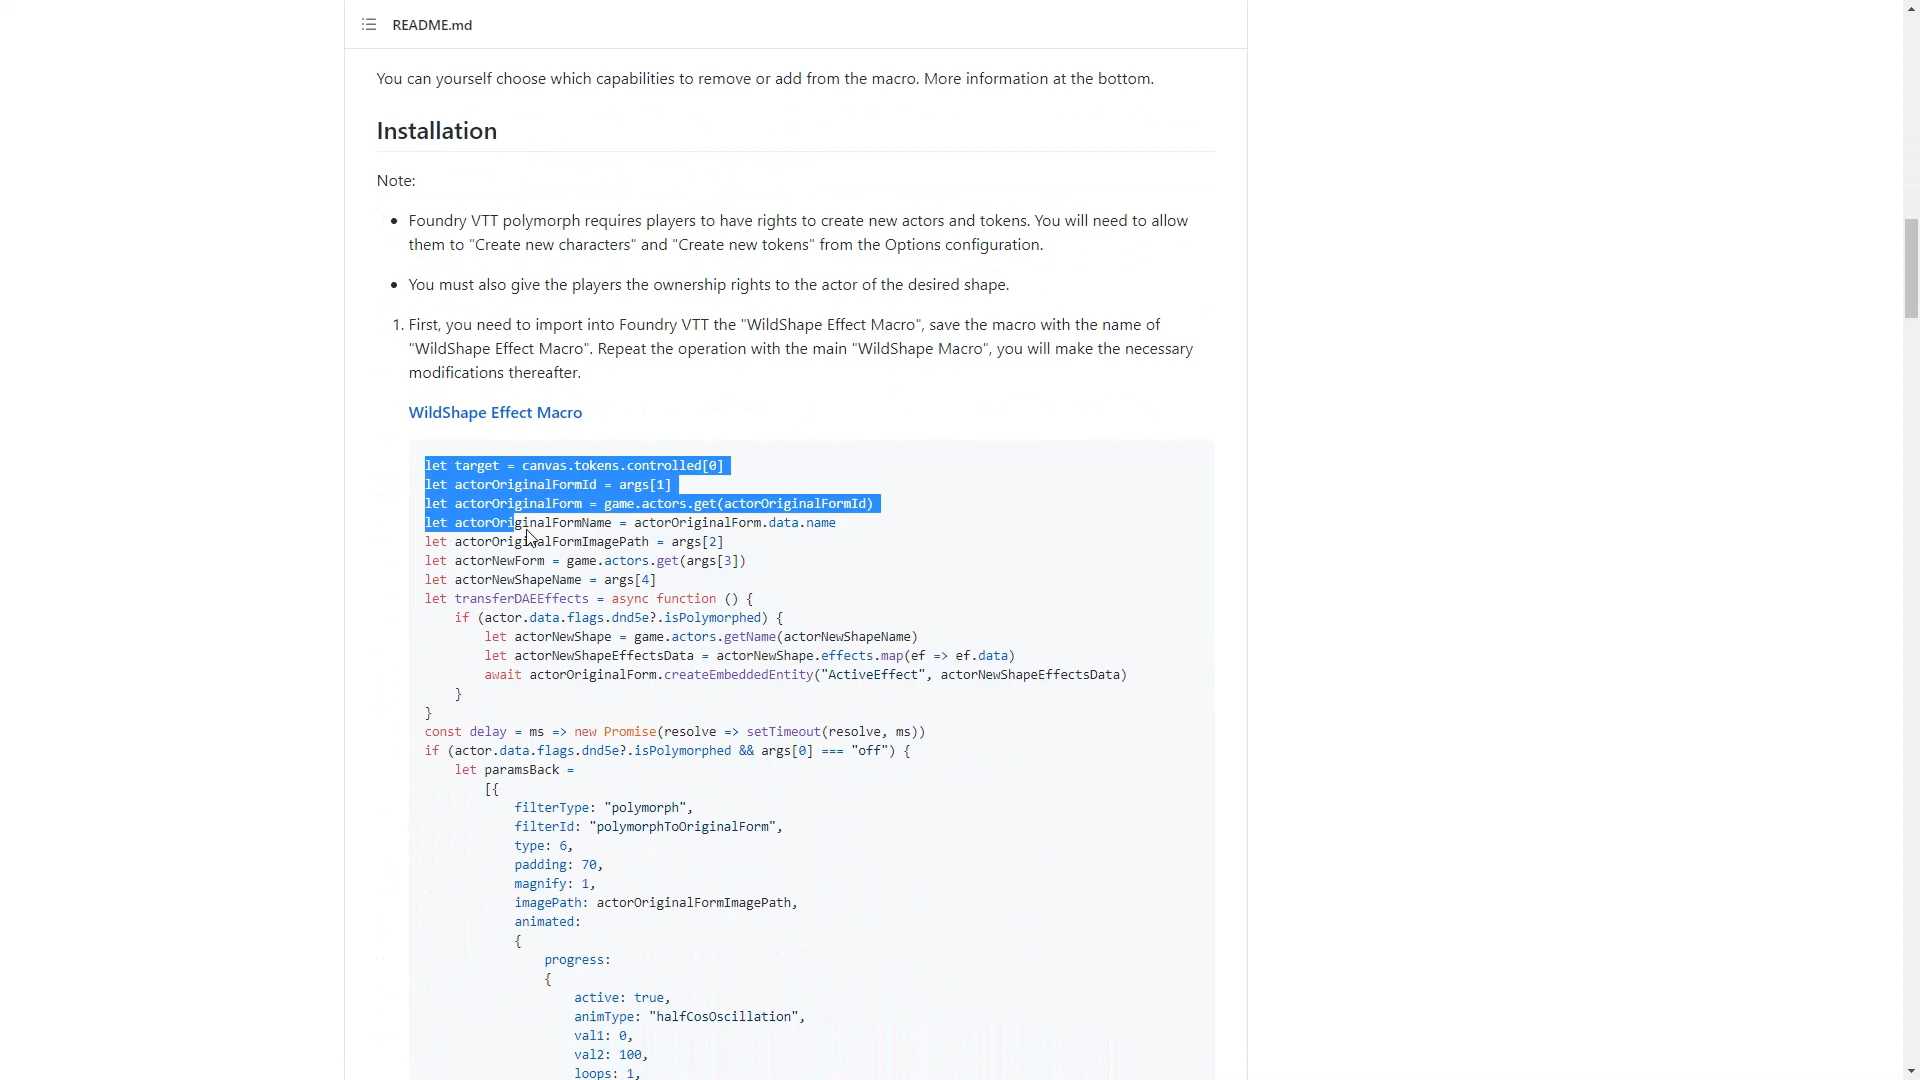 README.md
You can yourself choose which capabilities to remove or add from the macro. More information at the bottom.
Installation
Note:
Foundry VTT polymorph requires players to have rights to create new actors and tokens. You will need to allow
them to "Create new characters" and "Create new tokens" from the Options configuration.
You must also give the players the ownership rights to the actor of the desired shape.
1. First, you need to import into Foundry VTT the "WildShape Effect Macro", save the macro with the name of
"WildShape Effect Macro". Repeat the operation with the main "WildShape Macro", you will make the necessary
modifications thereafter.
WildShape Effect Macro
let target = canvas.tokens.controlled[0]
let actorOriginalFormId = args[1]
let actorOriginalForm = game.actors.get(actorOriginalFormId)
let actorOriginalFormName = actorOriginalForm.data.name
let actorOriginalFormImagePath = args[2]
let actorNewForm = game.actors.get(args[3])
let actorNewShapeName = args[4]
let transferDAEEffects = async function () {
    if (actor.data.flags.dnd5e?.isPolymorphed) {
        let actorNewShape = game.actors.getName(actorNewShapeName)
        let actorNewShapeEffectsData = actorNewShape.effects.map(ef => ef.data)
        await actorOriginalForm.createEmbeddedEntity("ActiveEffect", actorNewShapeEffectsData)
    }
}
const delay = ms => new Promise(resolve => setTimeout(resolve, ms))
if (actor.data.flags.dnd5e?.isPolymorphed && args[0] === "off") {
    let paramsBack =
        [{
            filterType: "polymorph",
            filterId: "polymorphToOriginalForm",
            type: 6,
            padding: 70,
            magnify: 1,
            imagePath: actorOriginalFormImagePath,
            animated:
            {
                progress:
                {
                    active: true,
                    animType: "halfCosOscillation",
                    val1: 0,
                    val2: 100,
                    loops: 1,